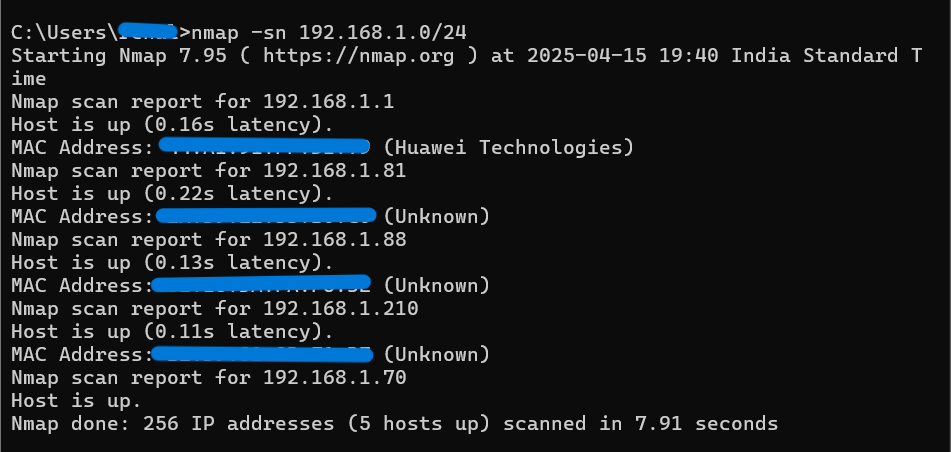 C:\Users\>nmap -sn 192.168.1.0/24
Starting Nmap 7.95 ( https://nmap.org ) at 2025-04-15 19:40 India Standard T
ime
Nmap scan report for 192.168.1.1
Host is up (0.16s latency).
MAC Address: (Huawei Technologies)
Nmap scan report for 192.168.1.81
Host is up (0.22s latency).
MAC Address: (Unknown)
Nmap scan report for 192.168.1.88
Host is up (0.13s latency).
MAC Address: (Unknown)
Nmap scan report for 192.168.1.210
Host is up (0.11s latency).
MAC Address: (Unknown)
Nmap scan report for 192.168.1.70
Host is up.
Nmap done: 256 IP addresses (5 hosts up) scanned in 7.91 seconds